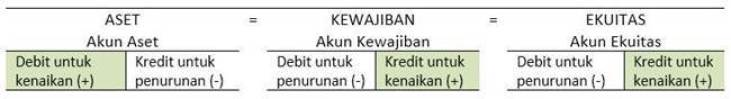 ASET = KEWAJIBAN = EKUITAS
Akun Aset Akun Kewajiban Akun Ekuitas
Debit untuk Kredit untuk Debit untuk Kredit untuk Debit untuk Kredit untuk
kenaikan (+) penurunan (-) penurunan (-) kenaikan (+) penurunan (-) kenaikan (+)